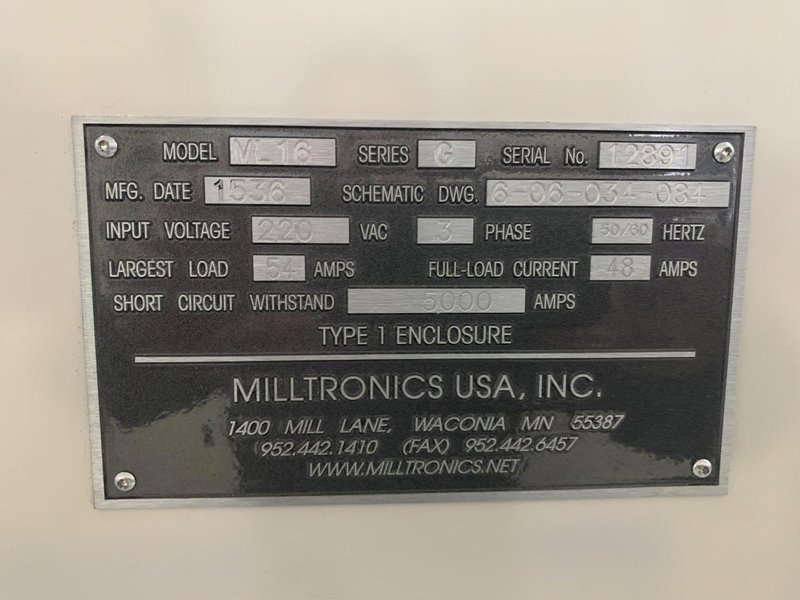 MODEL ML16 SERIES G SERIAL No. 12891
MFG. DATE 1536 SCHEMATIC DWG. 6-06-034-084
INPUT VOLTAGE 220 VAC 3 PHASE 50/60 HERTZ
LARGEST LOAD 54 AMPS FULL-LOAD CURRENT 48 AMPS
SHORT CIRCUIT WITHSTAND 5000 AMPS
TYPE 1 ENCLOSURE
MILLTRONICS USA, INC.
1400 MILL LANE, WACONIA MN 55387
952.442.1410 (FAX) 952.442.6457
WWW.MILLTRONICS.NET